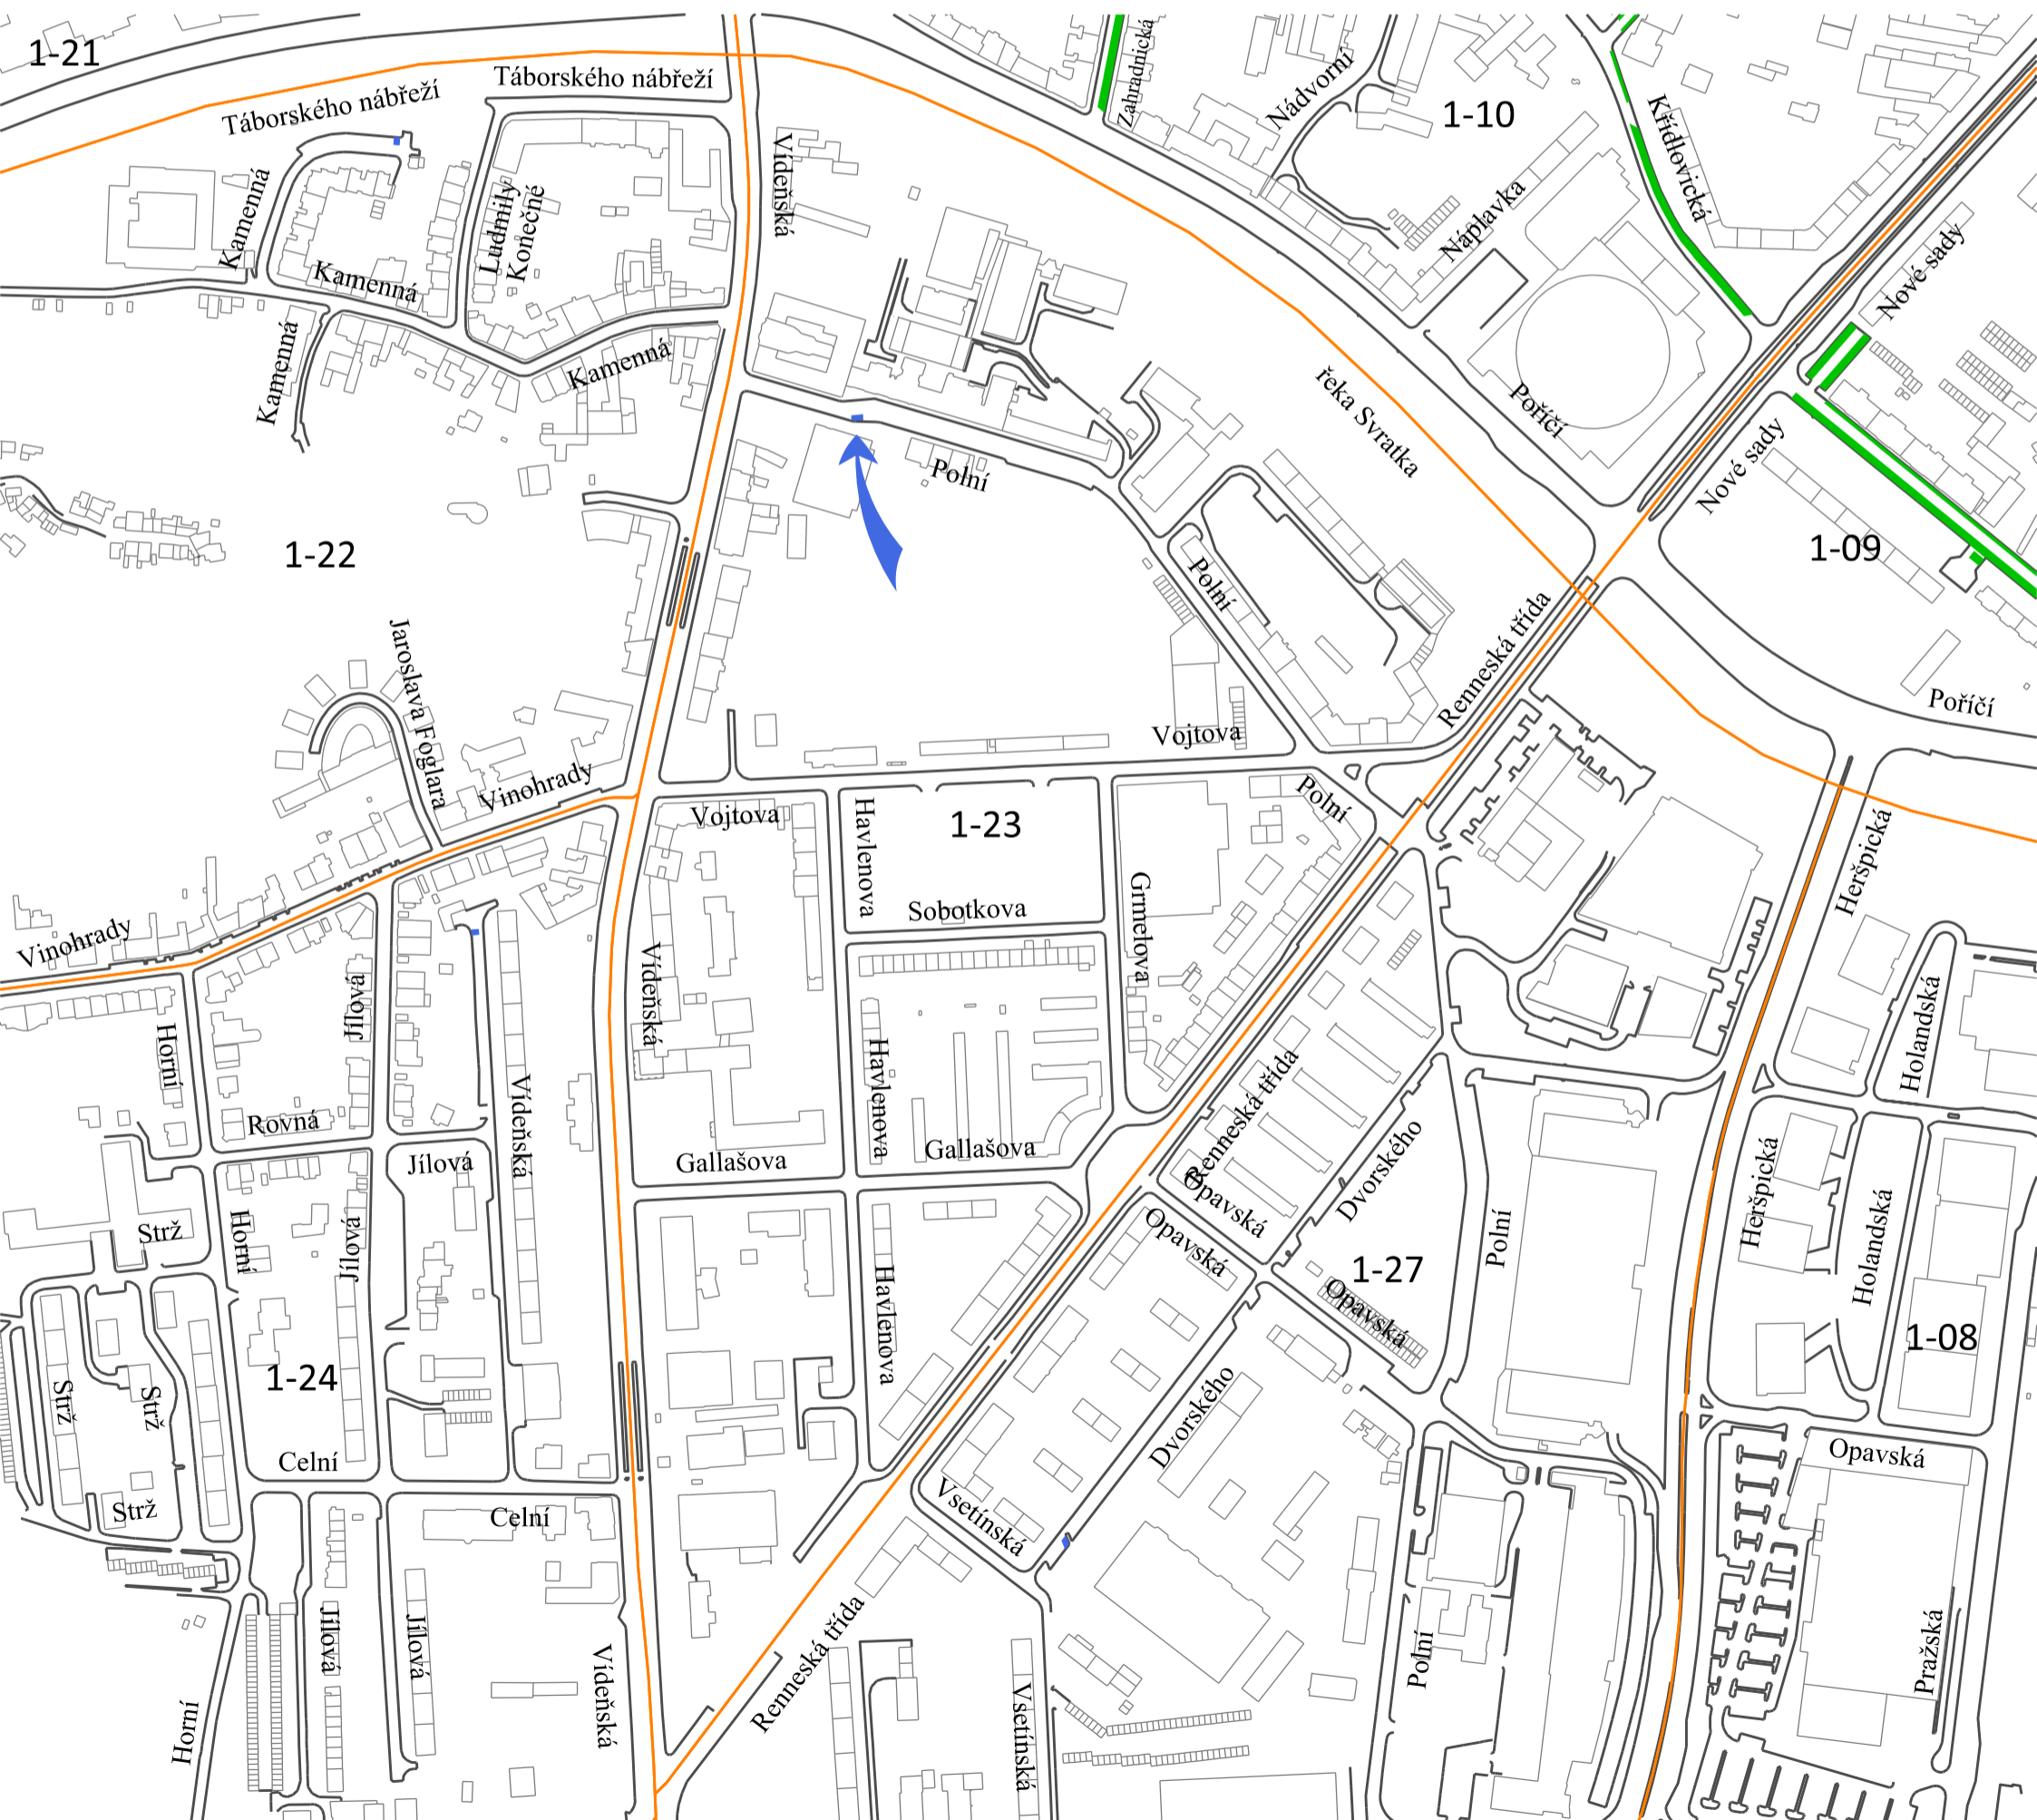 1-21
Táborského nábřeží
Táborského nábřeží
Zahradnická
Nádvorní
1-10
Křídlovická
Vídeňská
Kamenná
Ludmily
Konečné
Kamenná
Náplavka
Nové sady
Kamenná
Kamenná
řeka Svratka
Poříčí
Polní
Nové sady
1-22
1-09
Polní
Jaroslava Foglara
Renneská třída
Poříčí
Vojtova
Vinohrady
Vojtova
Havlenova
1-23
Polní
Heršpická
Sobotkova
Grmelova
Vinohrady
Vídeňská
Jílová
Horní
Holandská
Havlenova
Renneská třída
Vídeňská
Rovná
Jílová
Gallašova
Gallašova
Dvorského
Opavská
Heršpická
Strž
Horní
Jílová
Opavská
Polní
Holandská
1-27
Opavská
Havlenova
1-08
1-24
Strž
Strž
Dvorského
Celní
Opavská
Strž
Celní
Vsetínská
Jílová
Jílová
Vídeňská
Renneská třída
Polní
Pražská
Horní
Vsetínská